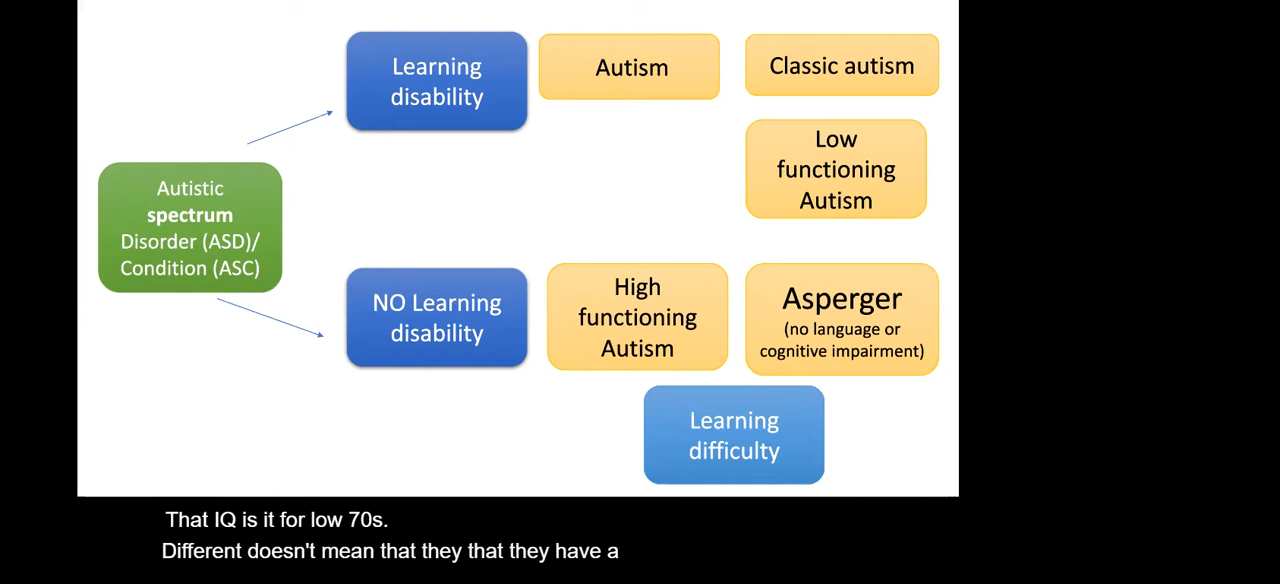 Learning
disability
Autism
Classic autism
Low
functioning
Autism
Autistic
spectrum
Disorder (ASD)/
Condition (ASC)
NO Learning
disability
High
functioning
Autism
Asperger
(no language or
cognitive impairment)
Learning
difficulty
That IQ is it for low 70s.
Different doesn't mean that they that they have a